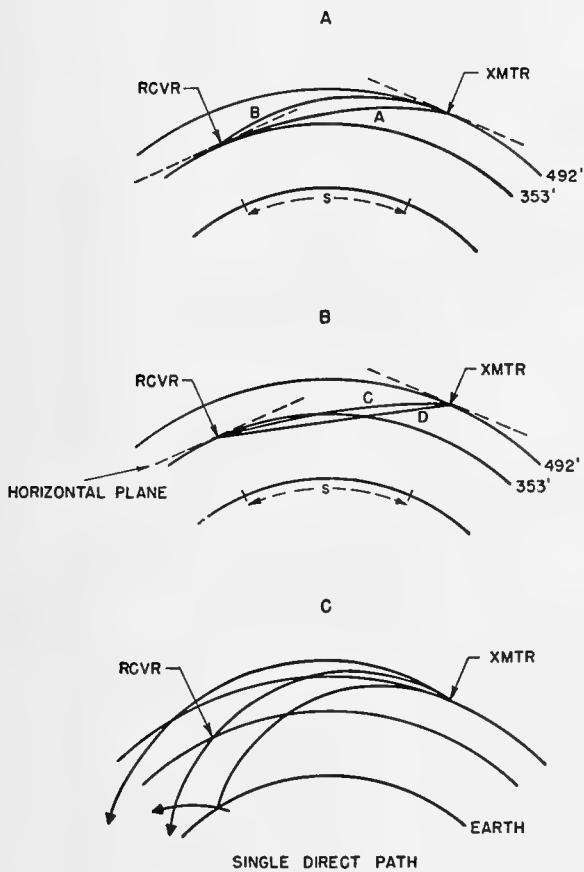 A
RCVR
XMTR
B
A
492'
353'
S
B
RCVR
XMTR
C
D
HORIZONTAL PLANE
492'
353'
S
C
RCVR
XMTR
EARTH
SINGLE DIRECT PATH